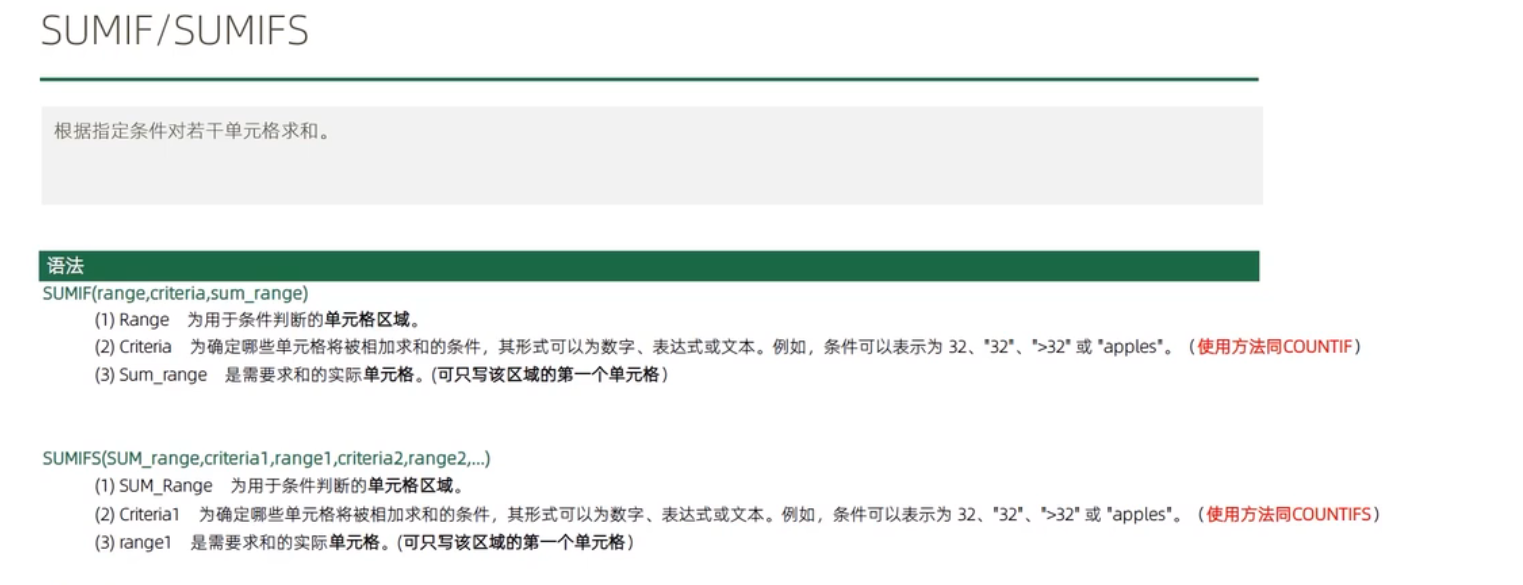 SUMIF/SUMIFS
根据指定条件对若干单元格求和。
语法
SUMIF(range,criteria,sum_range)
(1) Range 为用于条件判断的单元格区域。
(2) Criteria 为确定哪些单元格将被相加求和的条件，其形式可以为数字、表达式或文本。例如，条件可以表示为 32、"32"、">32" 或 "apples"。（使用方法同COUNTIF）
(3) Sum_range 是需要求和的实际单元格。(可只写该区域的第一个单元格）
SUMIFS(SUM_range,criteria1,range1,criteria2,range2,...)
(1) SUM_Range 为用于条件判断的单元格区域。
(2) Criteria1 为确定哪些单元格将被相加求和的条件，其形式可以为数字、表达式或文本。例如，条件可以表示为 32、"32"、">32" 或 "apples"。（使用方法同COUNTIFS）
(3) range1 是需要求和的实际单元格。(可只写该区域的第一个单元格）